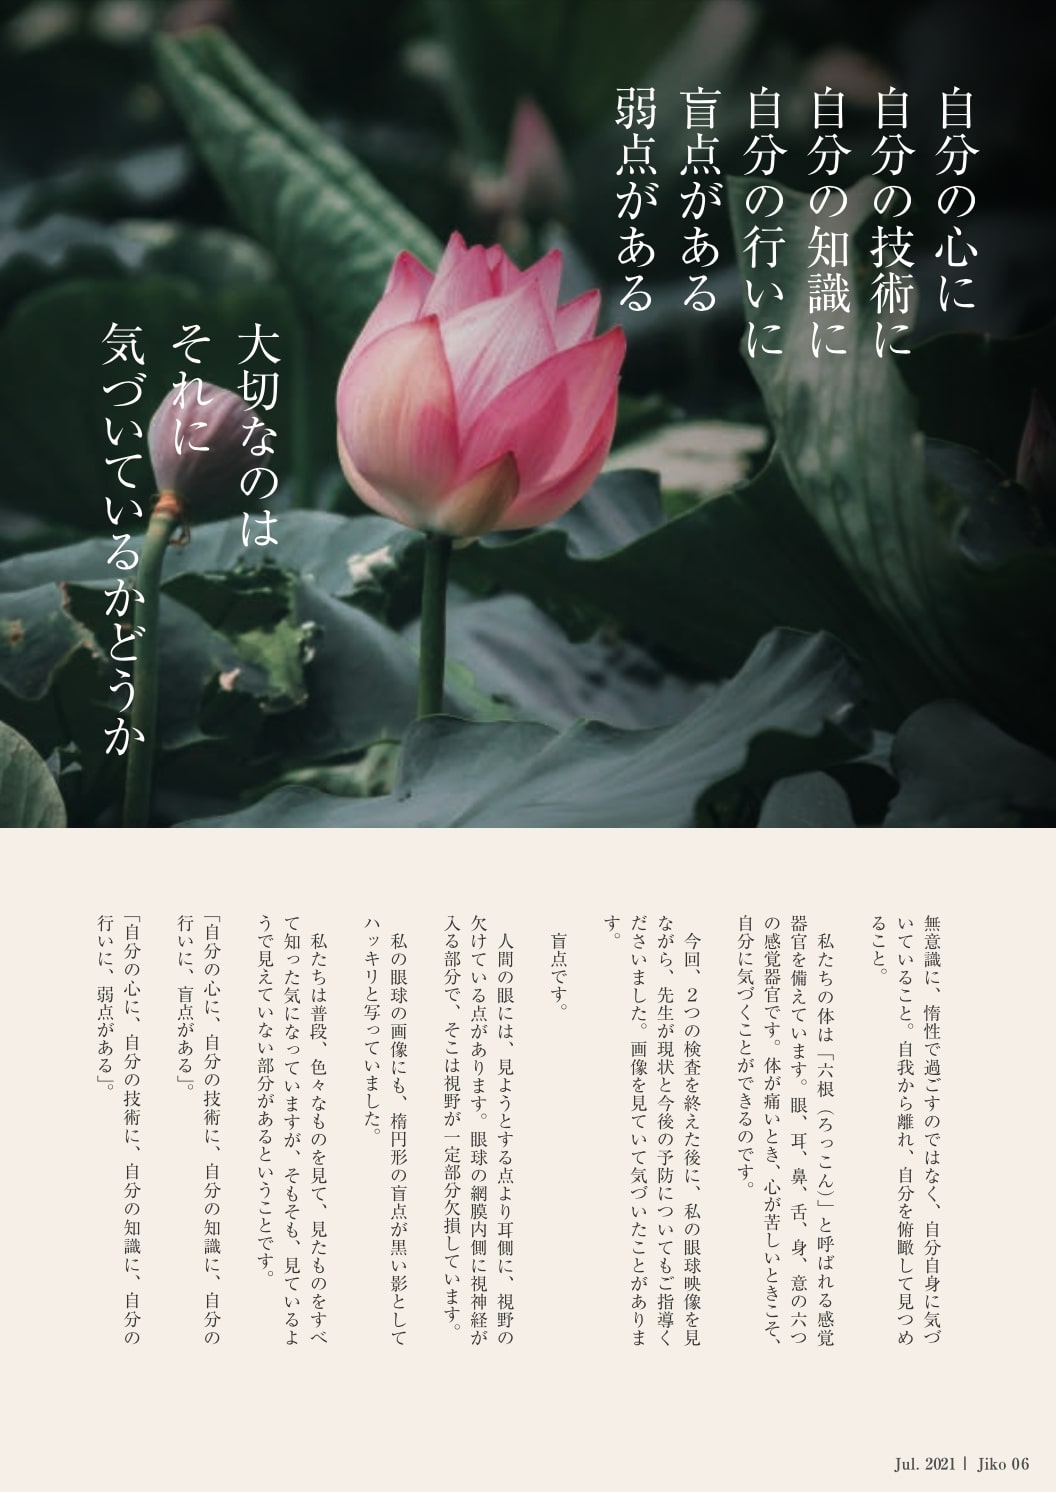 自分の心に
自分の技術に
自分の知識に
自分の行いに
盲点がある
弱点がある
大切なのは
それに
気づいているかどうか
無意識に、惰性で過ごすのではなく、自分自身に気づ
いていること。自我から離れ、自分を俯瞰して見つめ
ること。
私たちの体は「六根（ろっこん）」と呼ばれる感覚
器官を備えています。眼、耳、鼻、舌、身、意の六つ
の感覚器官です。体が痛いとき、心が苦しいときこそ、
自分に気づくことができるのです。
今回、２つの検査を終えた後に、私の眼球映像を見
ながら、先生が現状と今後の予防についてもご指導く
ださいました。画像を見ていて気づいたことがありま
す。
盲点です。
人間の眼には、見ようとする点より耳側に、視野の
欠けている点があります。眼球の網膜内側に視神経が
入る部分で、そこは視野が一定部分欠損しています。
私の眼球の画像にも、楕円形の盲点が黒い影として
ハッキリと写っていました。
私たちは普段、色々なものを見て、見たものをすべ
て知った気になっていますが、そもそも、見ているよ
うで見えていない部分があるということです。
「自分の心に、自分の技術に、自分の知識に、自分の
行いに、盲点がある」。
「自分の心に、自分の技術に、自分の知識に、自分の
行いに、弱点がある」。
Jul. 2021 | Jiko 06